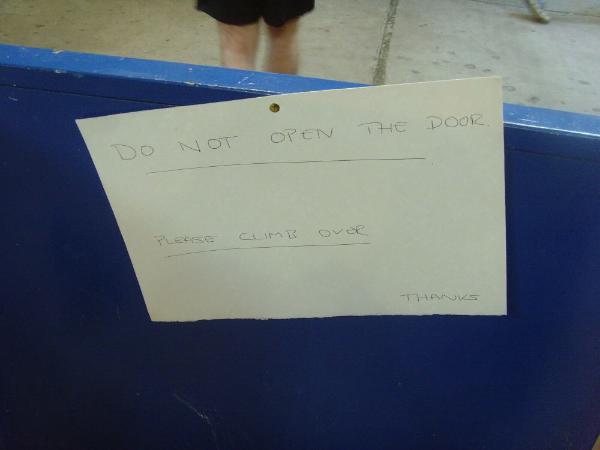 DO NOT OPEN THE DOOR.
PLEASE CLIMB OVER
THANKS